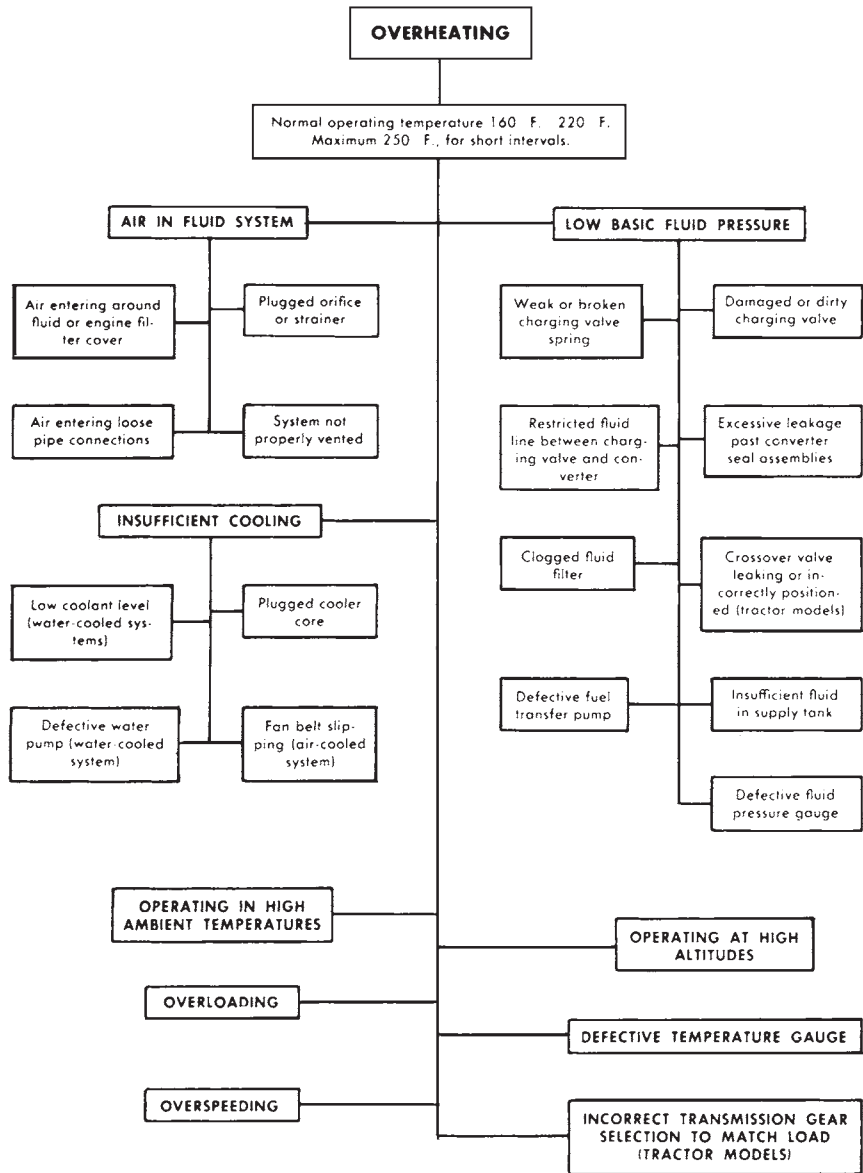 OVERHEATING
Normal operating temperature 160 F. 220 F.
Maximum 250 F., for short intervals.
AIR IN FLUID SYSTEM
Air entering around
fluid or engine fil-
ter cover
Plugged orifice
or strainer
Air entering loose
pipe connections
System not
properly vented
LOW BASIC FLUID PRESSURE
Weak or broken
charging valve
spring
Damaged or dirty
charging valve
Restricted fluid
line between charg-
ing valve and con-
verter
Excessive leakage
past converter
seal assemblies
Clogged fluid
filter
Crossover valve
leaking or in-
correctly position-
ed (tractor models)
Defective fuel
transfer pump
Insufficient fluid
in supply tank
Defective fluid
pressure gauge
INSUFFICIENT COOLING
Low coolant level
(water-cooled sys-
tems)
Plugged cooler
core
Defective water
pump (water-cooled
system)
Fan belt slip-
ping (air-cooled
system)
OPERATING IN HIGH
AMBIENT TEMPERATURES
OPERATING AT HIGH
ALTITUDES
OVERLOADING
DEFECTIVE TEMPERATURE GAUGE
OVERSPEEDING
INCORRECT TRANSMISSION GEAR
SELECTION TO MATCH LOAD
(TRACTOR MODELS)